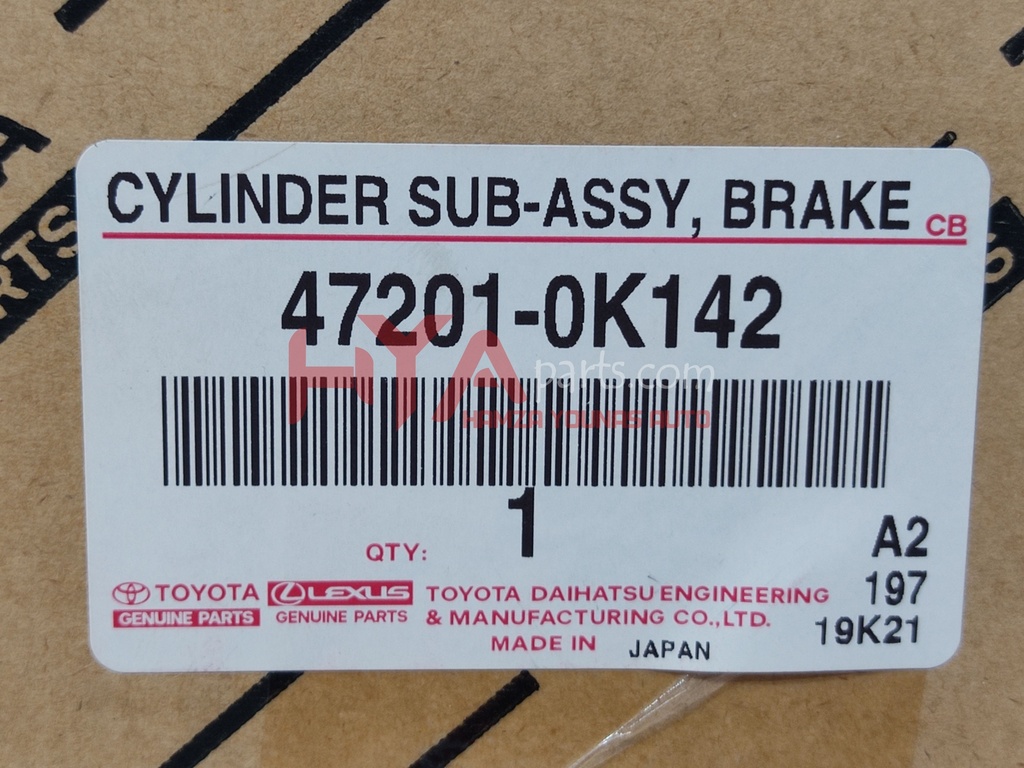 CYLINDER SUB-ASSY, BRAKE CB
47201-0K142
HYA parts.com
HAMZA YOUNAS AUTO
QTY: 1
A2
197
19K21
TOYOTA
GENUINE PARTS
LEXUS
GENUINE PARTS
TOYOTA DAIHATSU ENGINEERING
& MANUFACTURING CO.,LTD.
MADE IN JAPAN